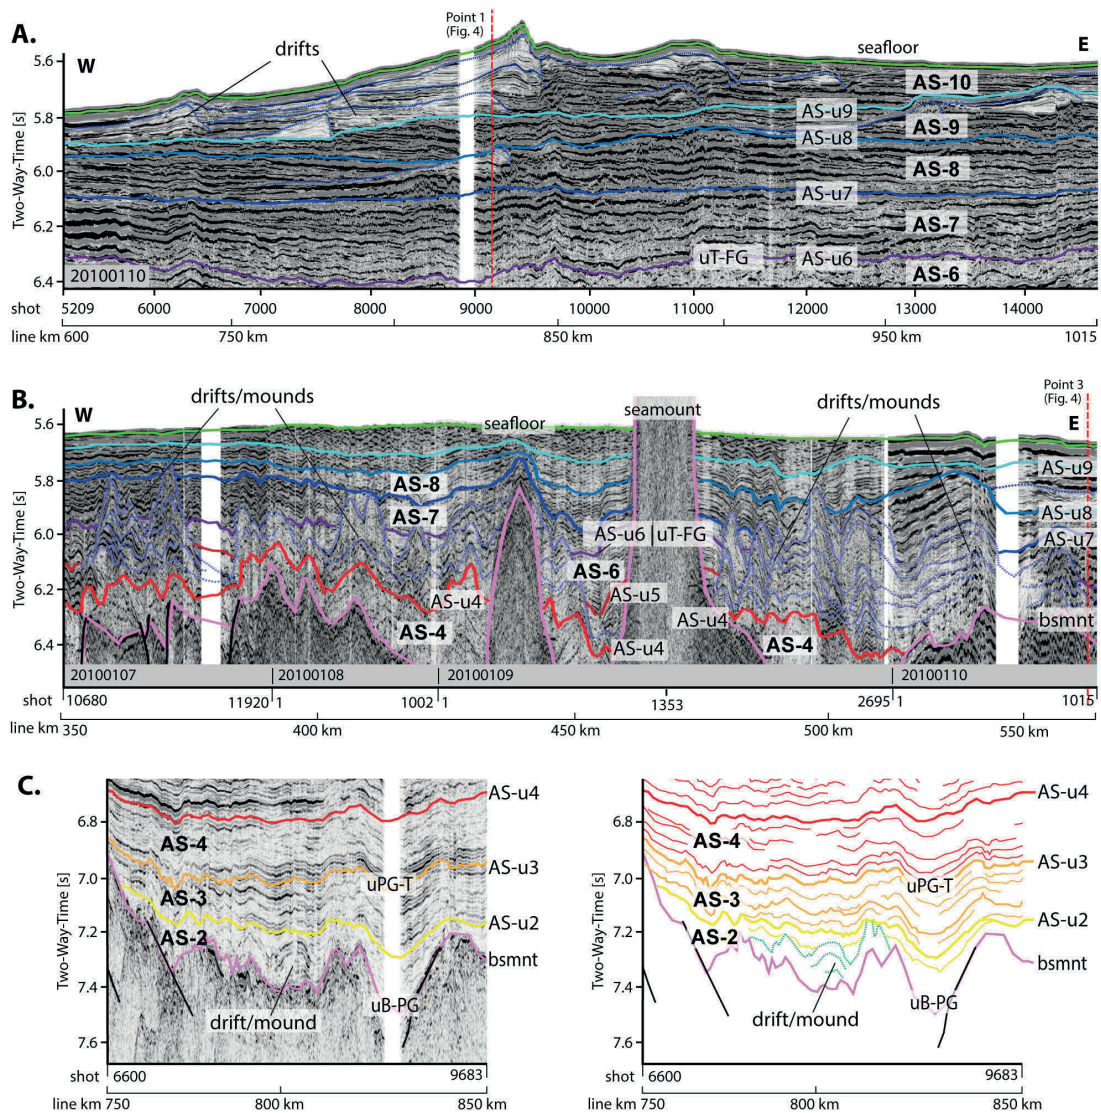 A.
Point 1
(Fig. 4)
drifts
seafloor
W
E
5.6
5.8
6.0
6.2
6.4
Two-Way-Time [s]
AS-10
AS-u9
AS-9
AS-u8
AS-8
AS-u7
AS-7
uT-FG
AS-u6
AS-6
20100110
shot
5209
6000
7000
8000
9000
10000
11000
12000
13000
14000
line km
600
750 km
850 km
950 km
1015
B.
W
drifts/mounds
seafloor
seamount
drifts/mounds
Point 3
(Fig. 4)
E
5.6
5.8
6.0
6.2
6.4
Two-Way-Time [s]
AS-8
AS-7
AS-u6
uT-FG
AS-6
AS-u5
AS-u4
AS-4
AS-u4
AS-u4
AS-4
AS-u9
AS-u8
AS-u7
bsmnt
20100107
20100108
20100109
20100110
shot
10680
11920
1
1002
1
1353
2695
1
1015
line km
350
400 km
450 km
500 km
550 km
C.
6.8
7.0
7.2
7.4
7.6
Two-Way-Time [s]
AS-4
AS-3
AS-2
uPG-T
uB-PG
drift/mound
AS-u4
AS-u3
AS-u2
bsmnt
shot
6600
9683
line km
750
800 km
850 km
6.8
7.0
7.2
7.4
7.6
Two-Way-Time [s]
AS-4
AS-3
AS-2
uPG-T
uB-PG
drift/mound
AS-u4
AS-u3
AS-u2
bsmnt
shot
6600
9683
line km
750
800 km
850 km